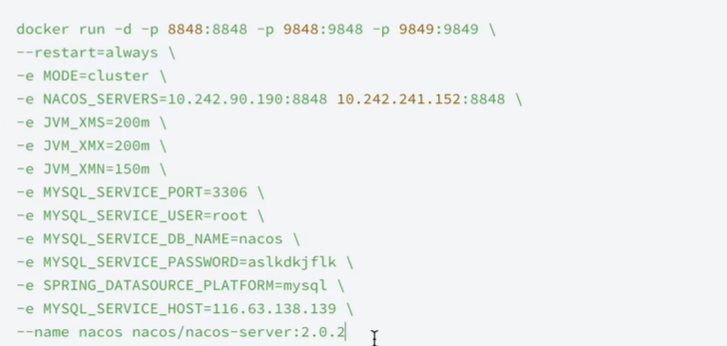 docker run -d -p 8848:8848 -p 9848:9848 -p 9849:9849 \
--restart=always \
-e MODE=cluster \
-e NACOS_SERVERS=10.242.90.190:8848 10.242.241.152:8848 \
-e JVM_XMS=200m \
-e JVM_XMX=200m \
-e JVM_XMN=150m \
-e MYSQL_SERVICE_PORT=3306 \
-e MYSQL_SERVICE_USER=root \
-e MYSQL_SERVICE_DB_NAME=nacos \
-e MYSQL_SERVICE_PASSWORD=aslkdkjflk \
-e SPRING_DATASOURCE_PLATFORM=mysql \
-e MYSQL_SERVICE_HOST=116.63.138.139 \
--name nacos nacos/nacos-server:2.0.2